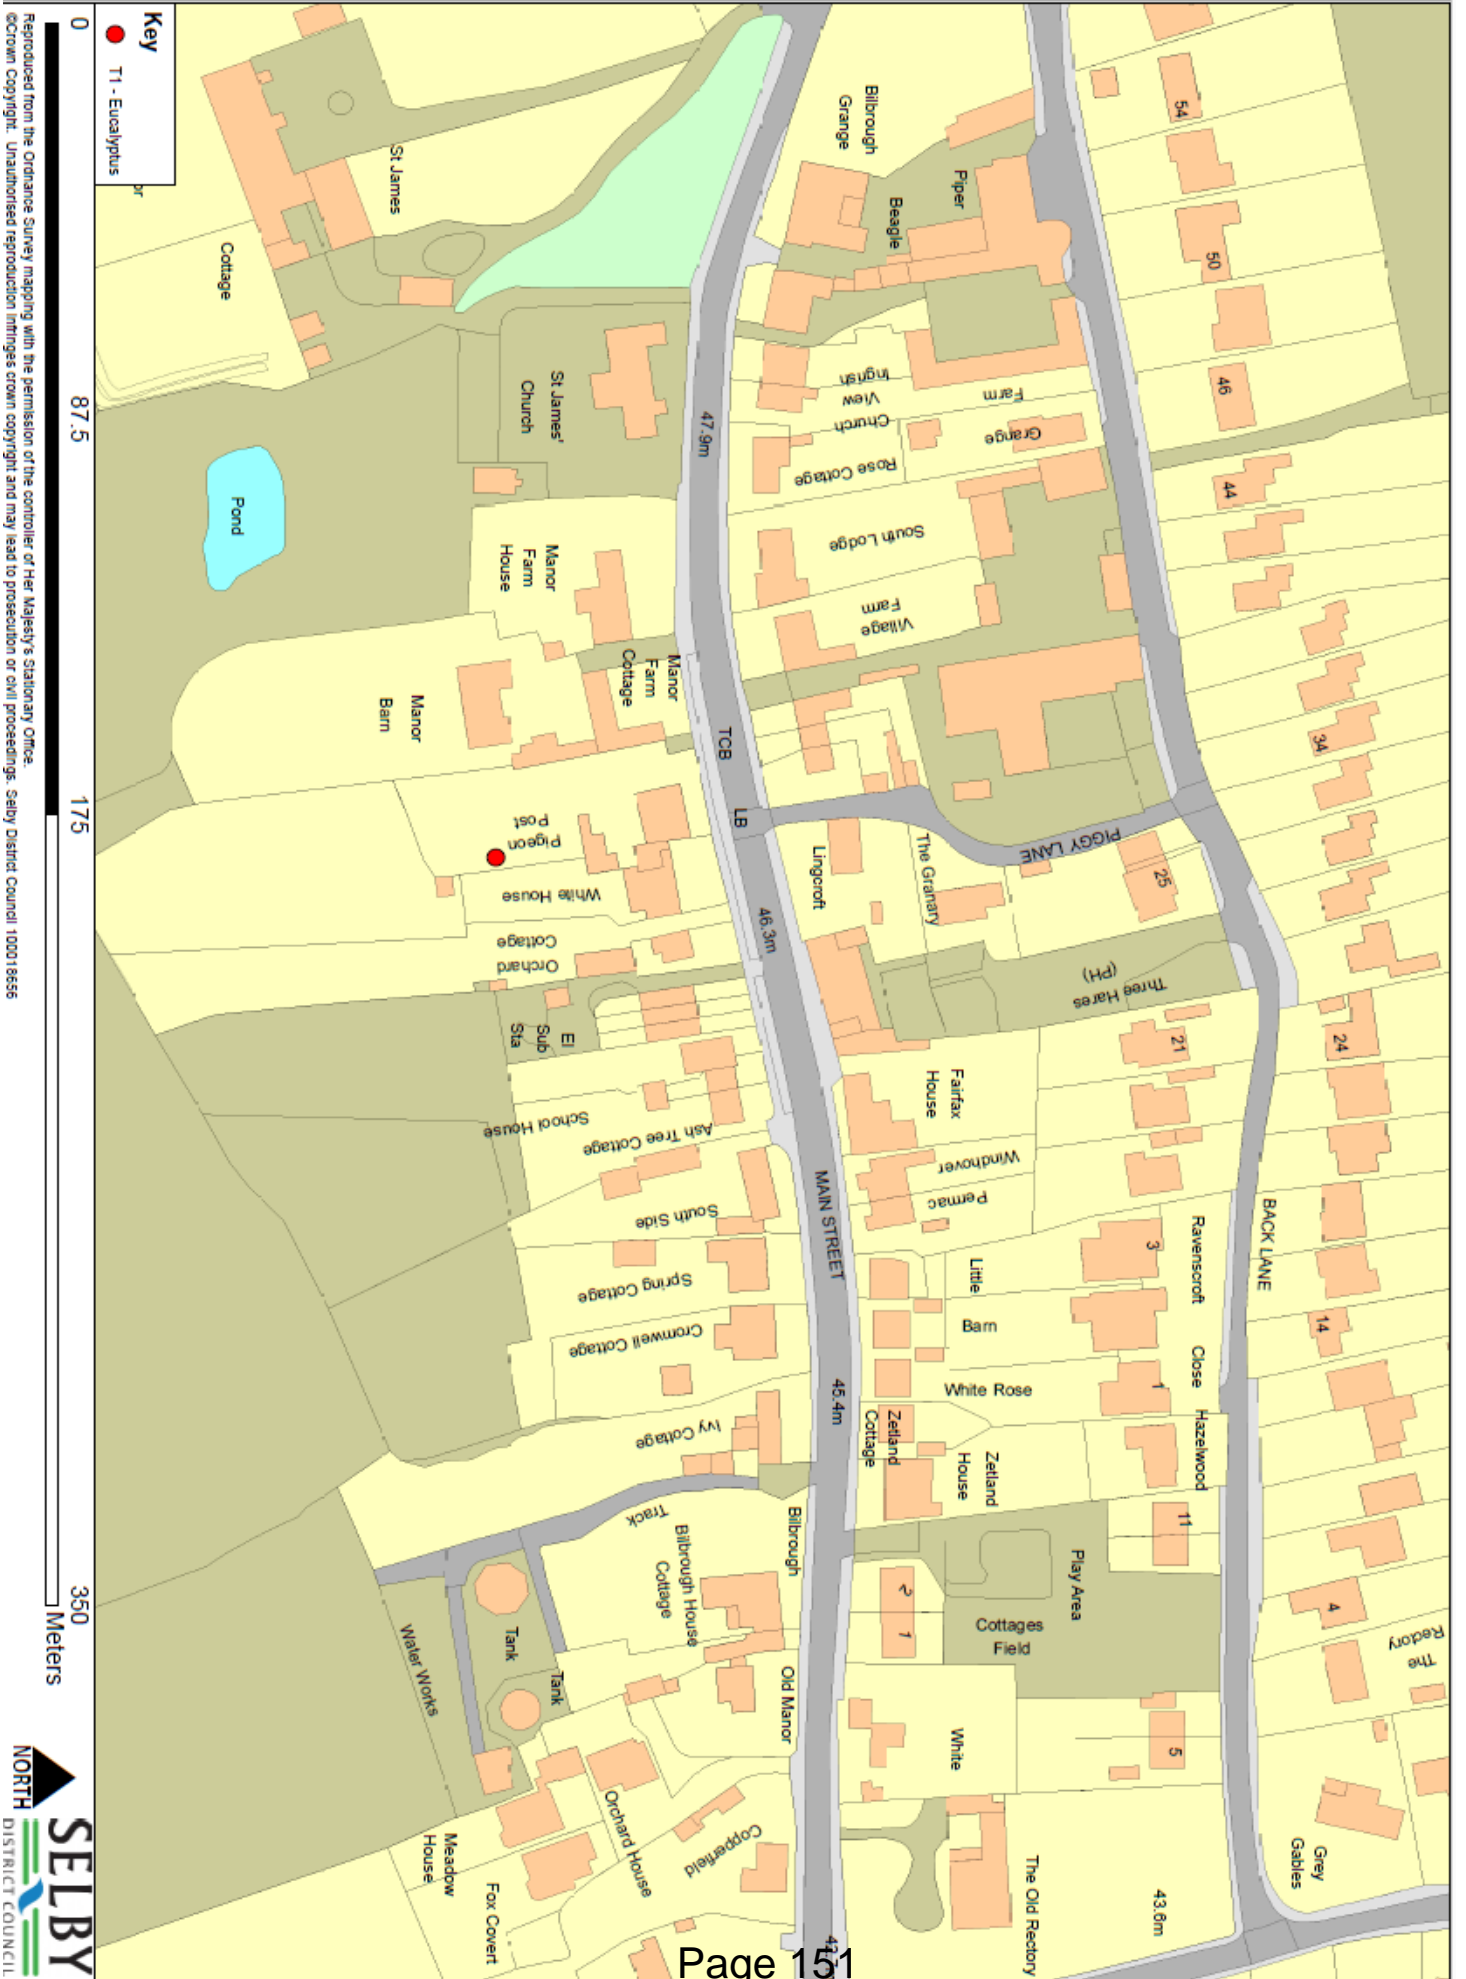 54
50
46
44
34
24
14
4
The
Rectory
Grey
Gables
BACK LANE
43.6m
25
21
3
Ravenscroft
Close
1
Hazelwood
11
5
PIGGY LANE
Three Hares
(PH)
Play Area
Cottages
Field
The Old Rectory
Bilbrough
Grange
Piper
Beagle
Ingrish
View
Church
Farm
Grange
Rose Cottage
South Lodge
Village
Farm
Lingcroft
The Granary
Fairfax
House
Windhover
Permac
Little
Barn
White Rose
Zetland
Cottage
Zetland
House
2
1
White
47.9m
TCB
LB
46.3m
MAIN STREET
45.4m
St James
Cottage
St James'
Church
Pond
Manor
Farm
House
Manor
Farm
Cottage
Manor
Barn
Pigeon
Post
White House
Orchard
Cottage
El
Sub
Sta
School House
Ash Tree Cottage
South Side
Spring Cottage
Cromwell Cottage
Ivy Cottage
Track
Bilbrough
Bilbrough House
Cottage
Old Manor
Tank
Tank
Water Works
Orchard House
Copperfield
Meadow
House
Fox Covert
Key
T1 - Eucalyptus
or
0
87.5
175
350
Meters
Reproduced from the Ordnance Survey mapping with the permission of the controller of Her Majesty's Stationary Office.
©Crown Copyright. Unauthorised reproduction infringes crown copyright and may lead to prosecution or civil proceedings. Selby District Council 100018656
NORTH
SELBY
DISTRICT COUNCIL
Page 151